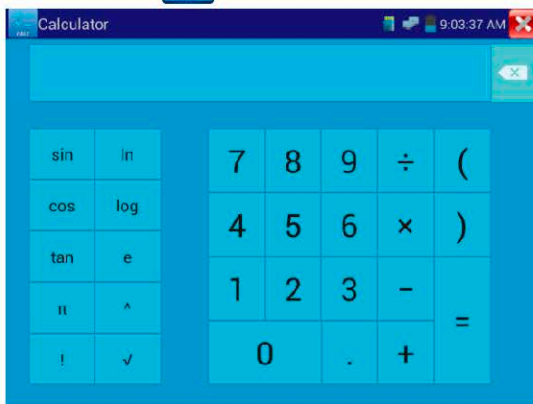 Calculator 9:03:37 AM
sin ln
cos log
tan e
π ^
! √
7 8 9 ÷ (
4 5 6 × )
1 2 3 −
=
0 . +